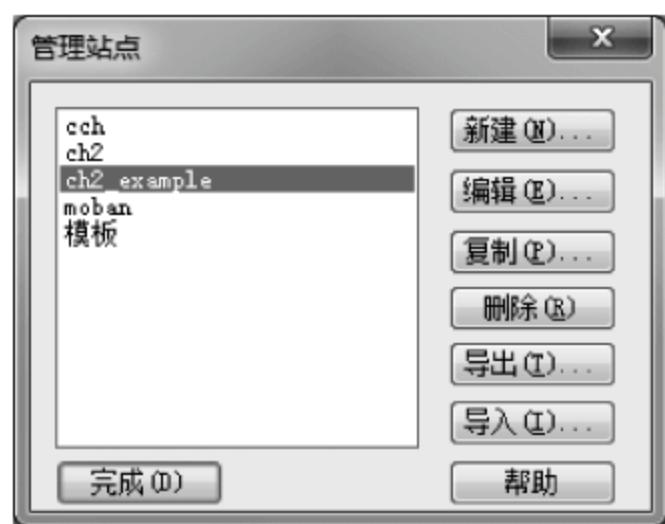 管理站点
cch
ch2
ch2_example
moban
模板
新建(N)...
编辑(E)...
复制(P)...
删除(R)
导出(T)...
导入(I)...
完成(D)
帮助